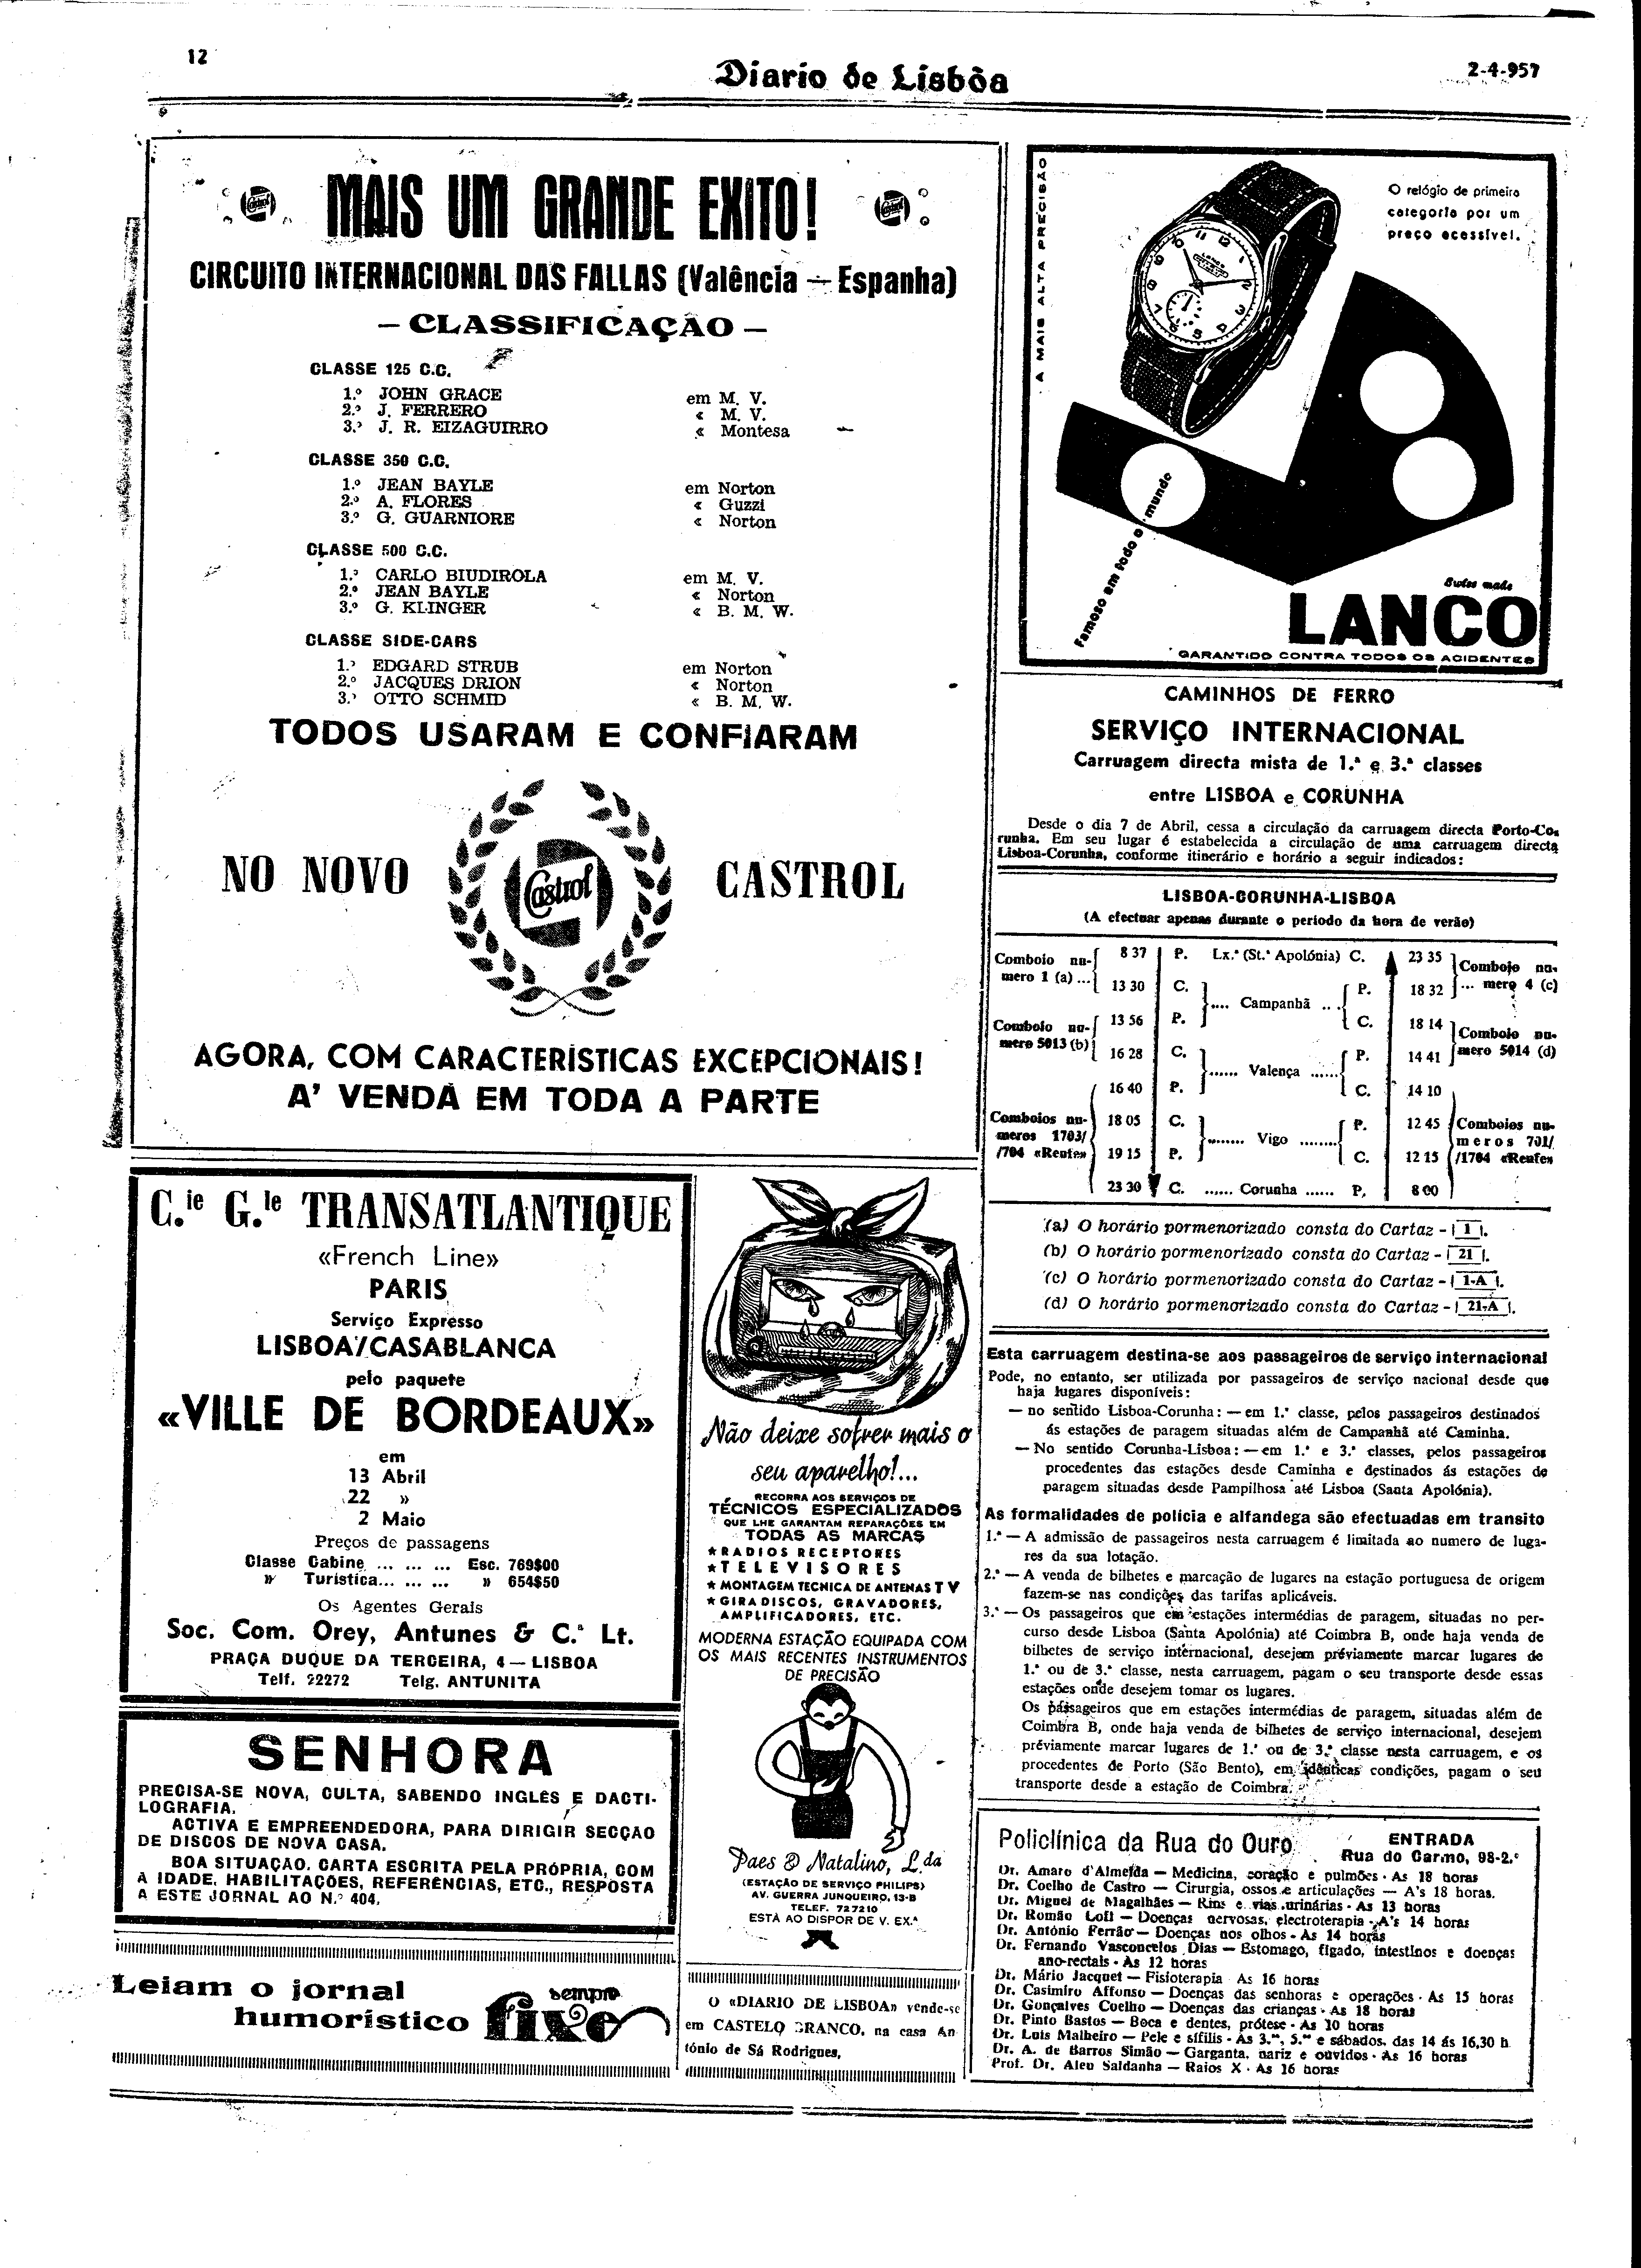 12
Diario de Lisbôa
2-4-957
MAIS UM GRANDE EXITO!
CIRCUITO INTERNACIONAL DAS FALLAS (Valência — Espanha)
— CLASSIFICAÇÃO —
CLASSE 125 C.C.
1.º JOHN GRACE em M. V.
2.º J. FERRERO « M. V.
3.º J. R. EIZAGUIRRO « Montesa
CLASSE 350 C.C.
1.º JEAN BAYLE em Norton
2.º A. FLORES « Guzzi
3.º G. GUARNIORE « Norton
CLASSE 500 C.C.
1.º CARLO BIUDIROLA em M. V.
2.º JEAN BAYLE « Norton
3.º G. KLINGER « B. M. W.
CLASSE SIDE-CARS
1.º EDGARD STRUB em Norton
2.º JACQUES DRION « Norton
3.º OTTO SCHMID « B. M. W.
TODOS USARAM E CONFIARAM
NO NOVO Castrol CASTROL
AGORA, COM CARACTERÍSTICAS EXCEPCIONAIS!
A' VENDA EM TODA A PARTE
A MAIS ALTA PRECISÃO
O relógio de primeira
categoria por um
preço acessível.
Famoso em todo o mundo
Swiss made
LANCO
GARANTIDO CONTRA TODOS OS ACIDENTES
CAMINHOS DE FERRO
SERVIÇO INTERNACIONAL
Carruagem directa mista de 1.ª e 3.ª classes
entre LISBOA e CORUNHA
Desde o dia 7 de Abril, cessa a circulação da carruagem directa Porto-Co-
runha. Em seu lugar é estabelecida a circulação de uma carruagem directa
Lisboa-Corunha, conforme itinerário e horário a seguir indicados:
LISBOA-CORUNHA-LISBOA
(A efectuar apenas durante o período da hora de verão)
Comboio nu- 8 37 P. Lx.ª (St.ª Apolónia) C. 23 35 Comboio nu-
mero 1 (a) ... 13 30 C. .... Campanhã ... P. 18 32 ... mero 4 (c)
Comboio nu- 13 56 P. C. 18 14 Comboio nu-
mero 5013 (b) 16 28 C. ...... Valença ...... P. 14 41 mero 5014 (d)
16 40 P. C. 14 10
Comboios nu- 18 05 C. ........ Vigo ........ P. 12 45 Comboios nu-
meros 1703/ meros 701/
/704 «Renfe» 19 15 P. C. 12 15 /1704 «Renfe»
23 30 C. ...... Corunha ...... P. 8 00
(a) O horário pormenorizado consta do Cartaz - 1.
(b) O horário pormenorizado consta do Cartaz - 21.
(c) O horário pormenorizado consta do Cartaz - 1-A.
(d) O horário pormenorizado consta do Cartaz - 21-A.
Esta carruagem destina-se aos passageiros de serviço internacional
Pode, no entanto, ser utilizada por passageiros de serviço nacional desde que
haja lugares disponíveis:
— no sentido Lisboa-Corunha: — em 1.ª classe, pelos passageiros destinados
ás estações de paragem situadas além de Campanhã até Caminha.
— No sentido Corunha-Lisboa: — em 1.ª e 3.ª classes, pelos passageiros
procedentes das estações desde Caminha e destinados ás estações de
paragem situadas desde Pampilhosa até Lisboa (Santa Apolónia).
As formalidades de polícia e alfandega são efectuadas em transito
1.ª — A admissão de passageiros nesta carruagem é limitada ao numero de luga-
res da sua lotação.
2.ª — A venda de bilhetes e marcação de lugares na estação portuguesa de origem
fazem-se nas condições das tarifas aplicáveis.
3.ª — Os passageiros que em estações intermédias de paragem, situadas no per-
curso desde Lisboa (Santa Apolónia) até Coimbra B, onde haja venda de
bilhetes de serviço internacional, desejem préviamente marcar lugares de
1.ª ou de 3.ª classe, nesta carruagem, pagam o seu transporte desde essas
estações onde desejem tomar os lugares.
Os passageiros que em estações intermédias de paragem, situadas além de
Coimbra B, onde haja venda de bilhetes de serviço internacional, desejem
préviamente marcar lugares de 1.ª ou de 3.ª classe nesta carruagem, e os
procedentes de Porto (São Bento), em idênticas condições, pagam o seu
transporte desde a estação de Coimbra.
C.ie G.le TRANSATLANTIQUE
«French Line»
PARIS
Serviço Expresso
LISBOA/CASABLANCA
pelo paquete
«VILLE DE BORDEAUX»
em
13 Abril
22 »
2 Maio
Preços de passagens
Classe Cabine ... ... ... Esc. 769$00
» Turística... ... ... » 654$50
Os Agentes Gerais
Soc. Com. Orey, Antunes & C.ª Lt.
PRAÇA DUQUE DA TERCEIRA, 4 — LISBOA
Telf. 22272 Telg. ANTUNITA
SENHORA
PRECISA-SE NOVA, CULTA, SABENDO INGLÊS E DACTI-
LOGRAFIA.
ACTIVA E EMPREENDEDORA, PARA DIRIGIR SECÇÃO
DE DISCOS DE NOVA CASA.
BOA SITUAÇÃO. CARTA ESCRITA PELA PRÓPRIA, COM
A IDADE, HABILITAÇÕES, REFERÊNCIAS, ETC., RESPOSTA
A ESTE JORNAL AO N.º 404.
Leiam o jornal
humorístico sempre fixe
Não deixe sofrer mais o
seu aparelho!...
RECORRA AOS SERVIÇOS DE
TÉCNICOS ESPECIALIZADOS
QUE LHE GARANTAM REPARAÇÕES EM
TODAS AS MARCAS
★ RADIOS RECEPTORES
★ TELEVISORES
★ MONTAGEM TECNICA DE ANTENAS TV
★ GIRADISCOS, GRAVADORES,
AMPLIFICADORES, ETC.
MODERNA ESTAÇÃO EQUIPADA COM
OS MAIS RECENTES INSTRUMENTOS
DE PRECISÃO
Paes & Natalino, L.da
(ESTAÇÃO DE SERVIÇO PHILIPS)
AV. GUERRA JUNQUEIRO, 13-B
TELEF. 727210
ESTÁ AO DISPOR DE V. EX.ª
O «DIARIO DE LISBOA» vende-se
em CASTELO BRANCO, na casa An
tónio de Sá Rodrigues,
Policlínica da Rua do Ouro
ENTRADA
Rua do Carmo, 98-2.º
Dr. Amaro d'Almeida — Medicina, coração e pulmões - As 18 horas
Dr. Coelho de Castro — Cirurgia, ossos e articulações — A's 18 horas.
Dr. Miguel de Magalhães — Rins e vias urinárias - As 13 horas
Dr. Romão Loff — Doenças nervosas, electroterapia - A's 14 horas
Dr. António Ferrão — Doenças nos olhos - As 14 horas
Dr. Fernando Vasconcelos Dias — Estomago, fígado, intestinos e doenças
ano-rectais - As 12 horas
Dr. Mário Jacquet — Fisioterapia As 16 horas
Dr. Casimiro Affonso — Doenças das senhoras e operações - As 15 horas
Dr. Gonçalves Coelho — Doenças das crianças - As 18 horas
Dr. Pinto Bastos — Boca e dentes, prótese - As 10 horas
Dr. Luis Malheiro — Pele e sífilis - As 3.ªs, 5.ªs e sábados, das 14 ás 16,30 h
Dr. A. de Barros Simão — Garganta, nariz e ouvidos - As 16 horas
Prof. Dr. Aleu Saldanha — Raios X - As 16 horas